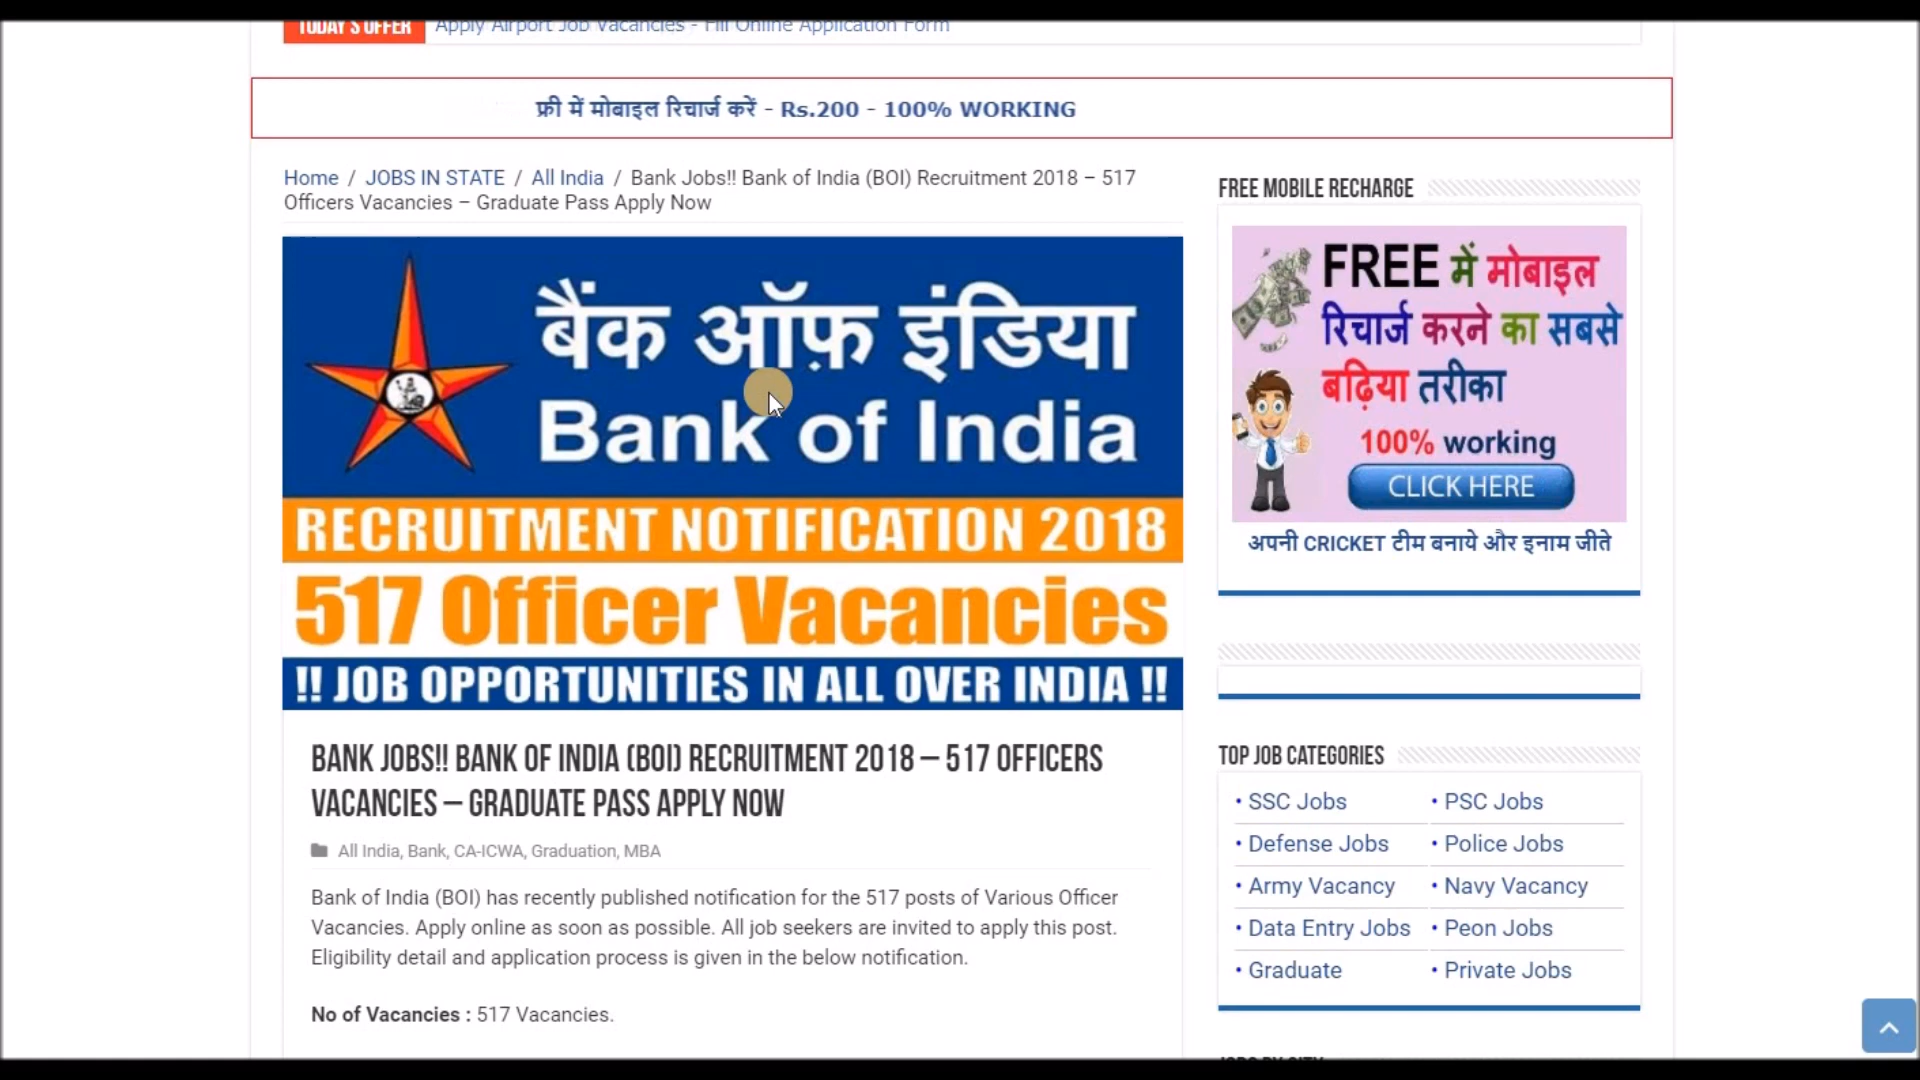 TODAY'S OFFER
Apply Airport Job Vacancies - Fill Online Application Form
फ्री में मोबाइल रिचार्ज करें - Rs.200 - 100% WORKING
Home / JOBS IN STATE / All India / Bank Jobs!! Bank of India (BOI) Recruitment 2018 – 517
Officers Vacancies – Graduate Pass Apply Now
बैंक ऑफ़ इंडिया
Bank of India
RECRUITMENT NOTIFICATION 2018
517 Officer Vacancies
!! JOB OPPORTUNITIES IN ALL OVER INDIA !!
BANK JOBS!! BANK OF INDIA (BOI) RECRUITMENT 2018 – 517 OFFICERS
VACANCIES – GRADUATE PASS APPLY NOW
All India, Bank, CA-ICWA, Graduation, MBA
Bank of India (BOI) has recently published notification for the 517 posts of Various Officer
Vacancies. Apply online as soon as possible. All job seekers are invited to apply this post.
Eligibility detail and application process is given in the below notification.
No of Vacancies : 517 Vacancies.
FREE MOBILE RECHARGE
FREE में मोबाइल
रिचार्ज करने का सबसे
बढ़िया तरीका
100% working
CLICK HERE
अपनी CRICKET टीम बनाये और इनाम जीते
TOP JOB CATEGORIES
• SSC Jobs
• PSC Jobs
• Defense Jobs
• Police Jobs
• Army Vacancy
• Navy Vacancy
• Data Entry Jobs
• Peon Jobs
• Graduate
• Private Jobs
JOBS BY CITY